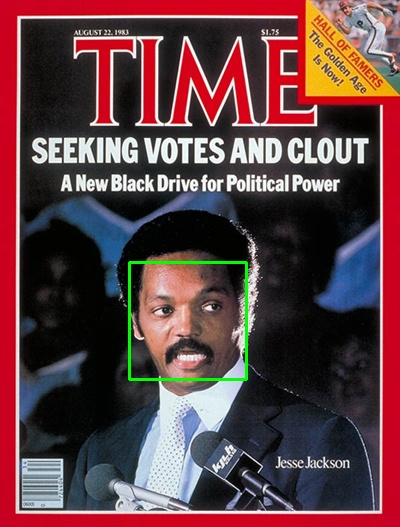 AUGUST 22, 1983
$1.75
HALL OF FAMERS
The Golden Age
Is Now!
TIME
SEEKING VOTES AND CLOUT
A New Black Drive for Political Power
Jesse Jackson